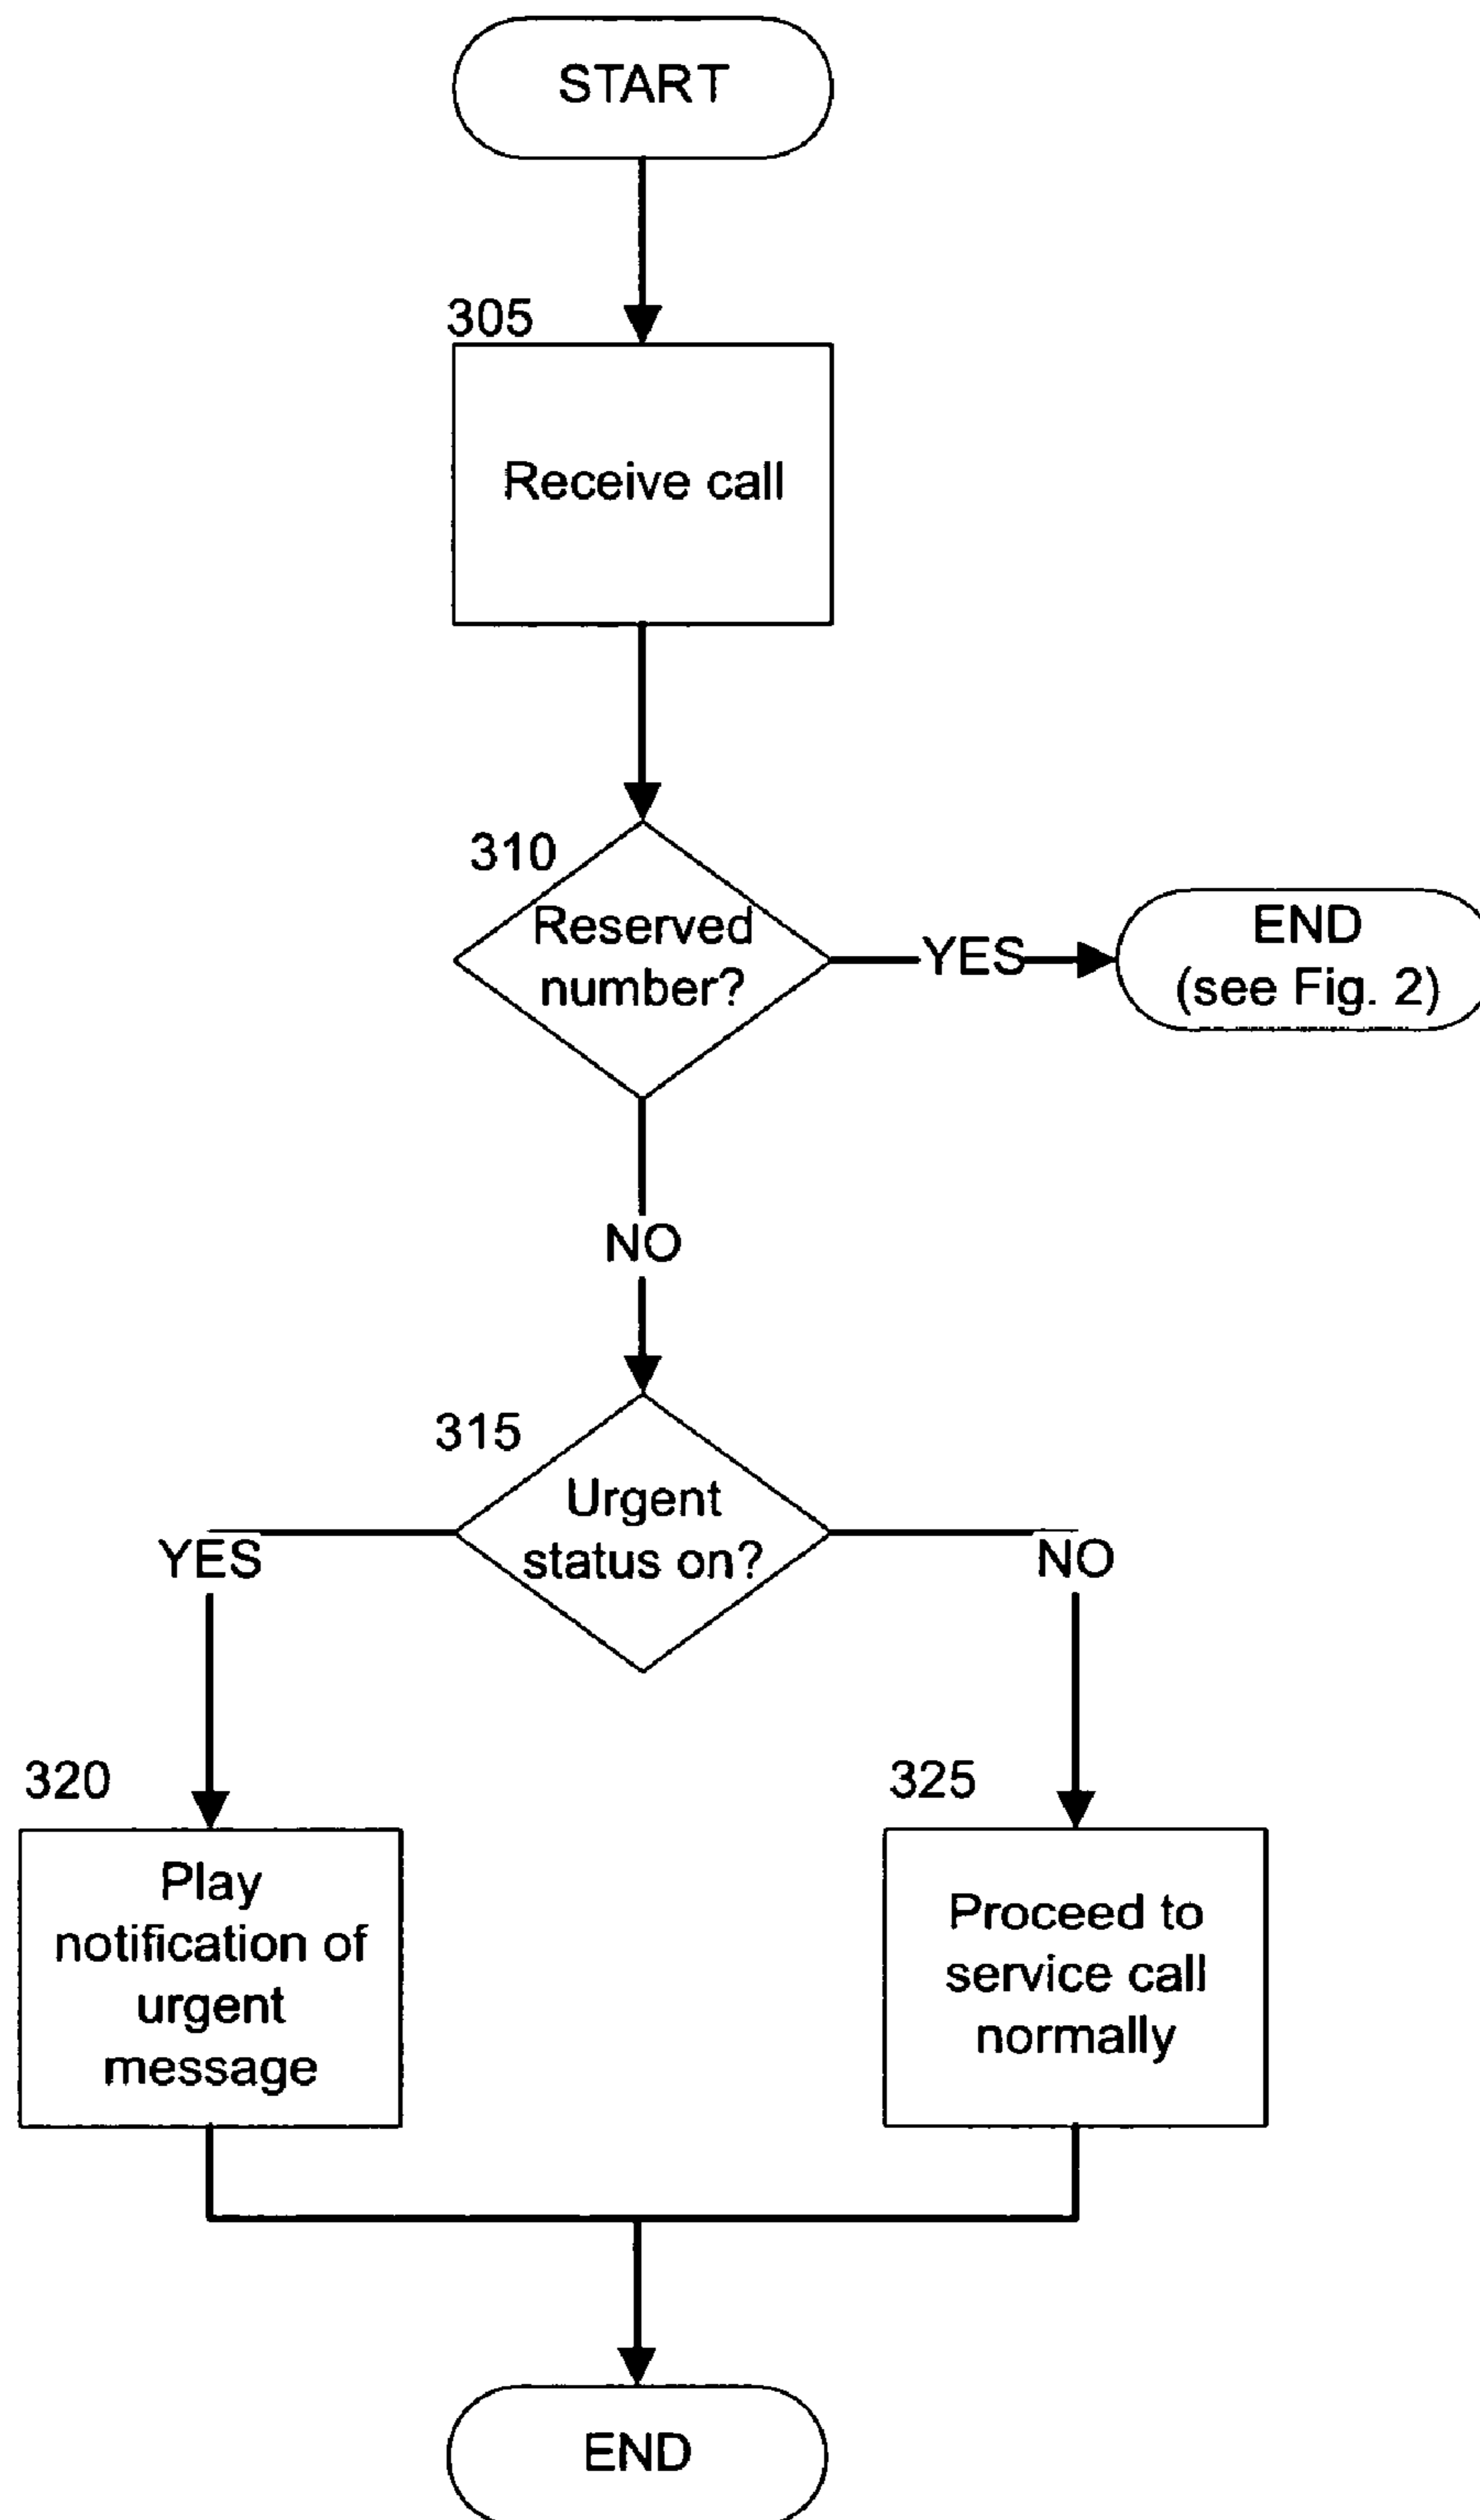 START
305
Receive call
310
Reserved
number?
YES
END
(see Fig. 2)
NO
315
Urgent
status on?
YES
NO
320
Play
notification of
urgent
message
325
Proceed to
service call
normally
END